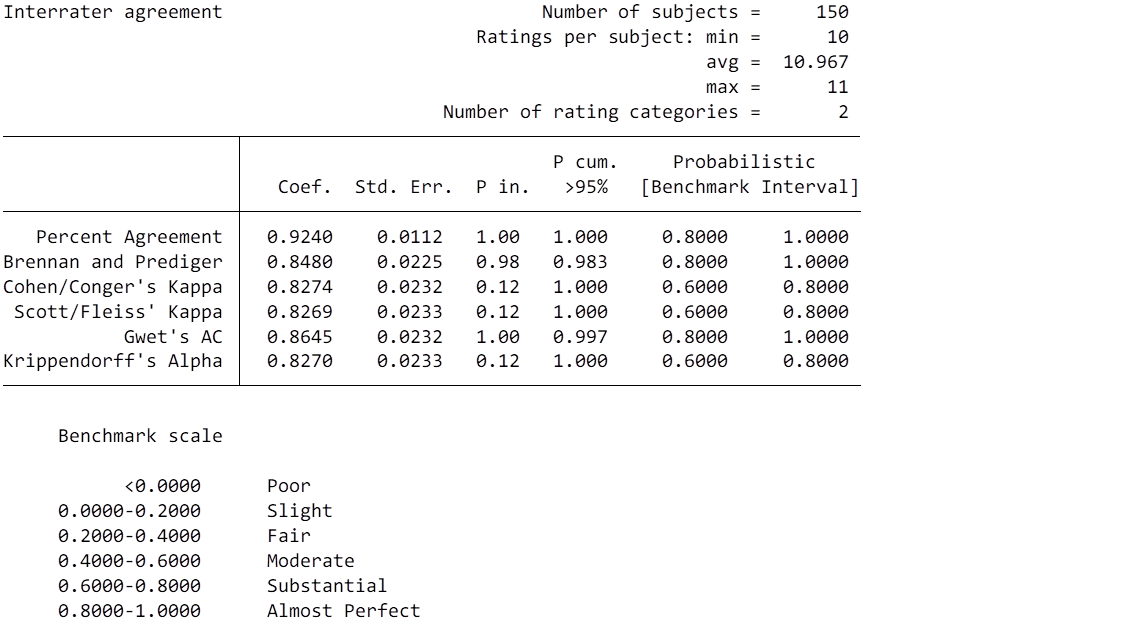 Interrater agreement Number of subjects = 150
Ratings per subject: min = 10
avg = 10.967
max = 11
Number of rating categories = 2
P cum. Probabilistic
Coef. Std. Err. P in. >95% [Benchmark Interval]
Percent Agreement 0.9240 0.0112 1.00 1.000 0.8000 1.0000
Brennan and Prediger 0.8480 0.0225 0.98 0.983 0.8000 1.0000
Cohen/Conger's Kappa 0.8274 0.0232 0.12 1.000 0.6000 0.8000
Scott/Fleiss' Kappa 0.8269 0.0233 0.12 1.000 0.6000 0.8000
Gwet's AC 0.8645 0.0232 1.00 0.997 0.8000 1.0000
Krippendorff's Alpha 0.8270 0.0233 0.12 1.000 0.6000 0.8000
Benchmark scale
<0.0000 Poor
0.0000-0.2000 Slight
0.2000-0.4000 Fair
0.4000-0.6000 Moderate
0.6000-0.8000 Substantial
0.8000-1.0000 Almost Perfect